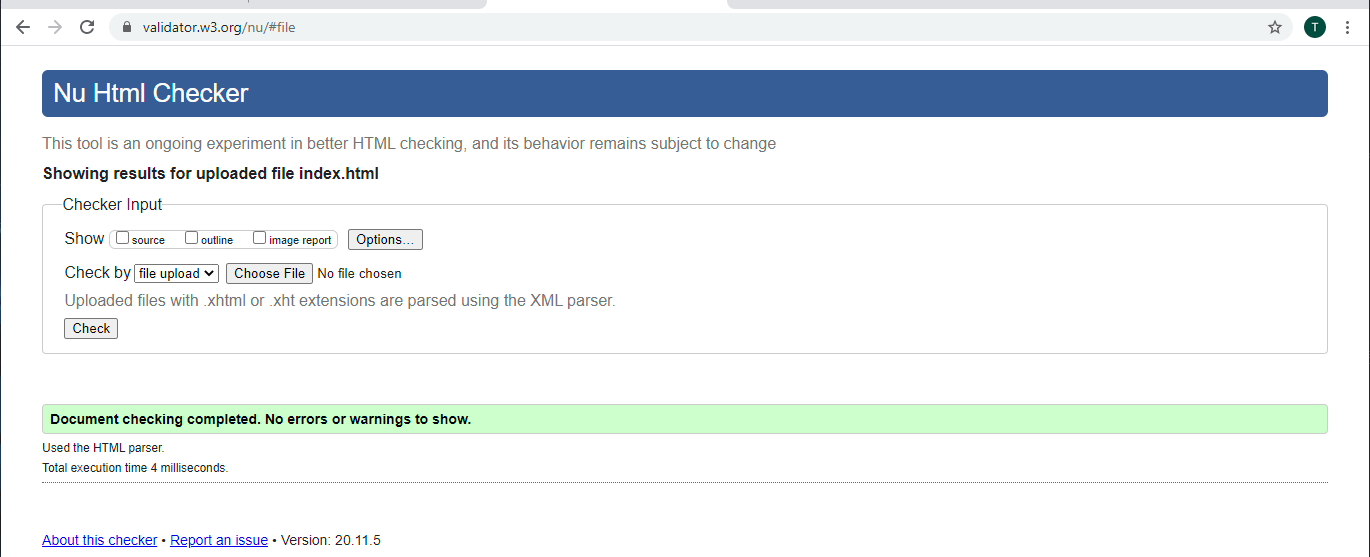 validator.w3.org/nu/#file
T
Nu Html Checker
This tool is an ongoing experiment in better HTML checking, and its behavior remains subject to change
Showing results for uploaded file index.html
Checker Input
Show source outline image report Options...
Check by file upload Choose File No file chosen
Uploaded files with .xhtml or .xht extensions are parsed using the XML parser.
Check
Document checking completed. No errors or warnings to show.
Used the HTML parser.
Total execution time 4 milliseconds.
About this checker • Report an issue • Version: 20.11.5